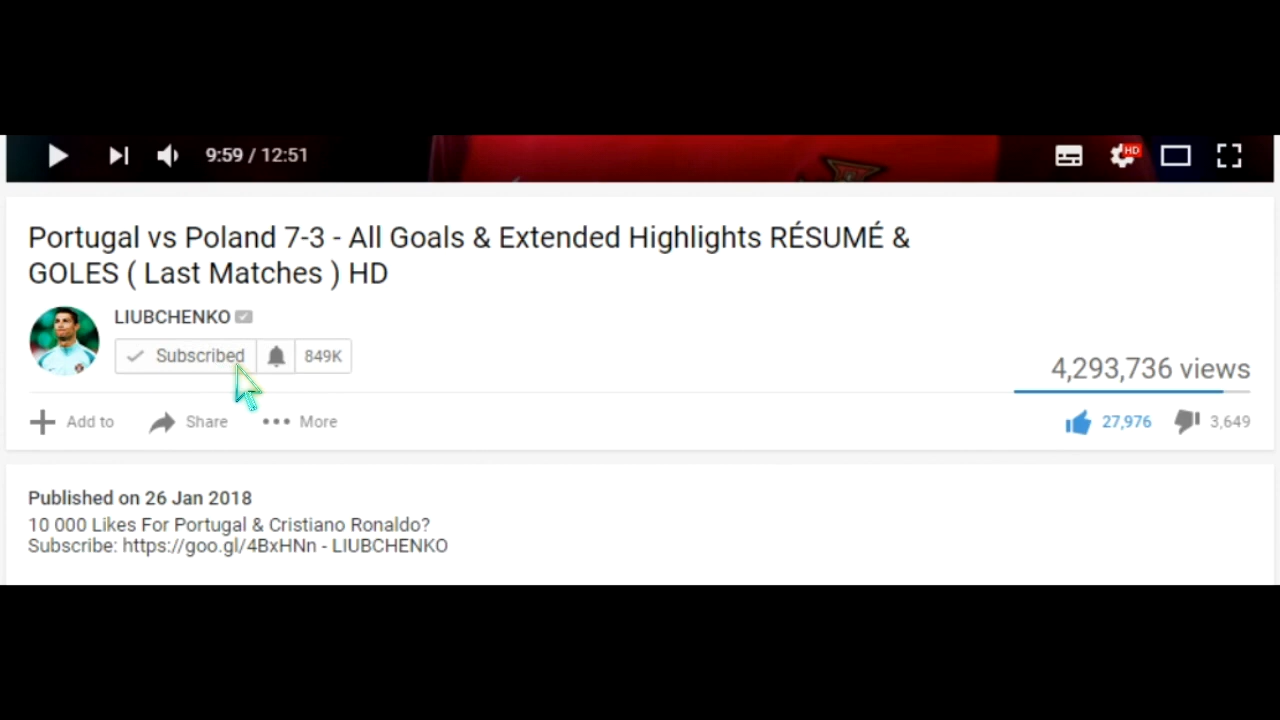 9:59 / 12:51
HD
Portugal vs Poland 7-3 - All Goals & Extended Highlights RÉSUMÉ &
GOLES ( Last Matches ) HD
LIUBCHENKO
Subscribed 849K
4,293,736 views
Add to Share More 27,976 3,649
Published on 26 Jan 2018
10 000 Likes For Portugal & Cristiano Ronaldo?
Subscribe: https://goo.gl/4BxHNn - LIUBCHENKO